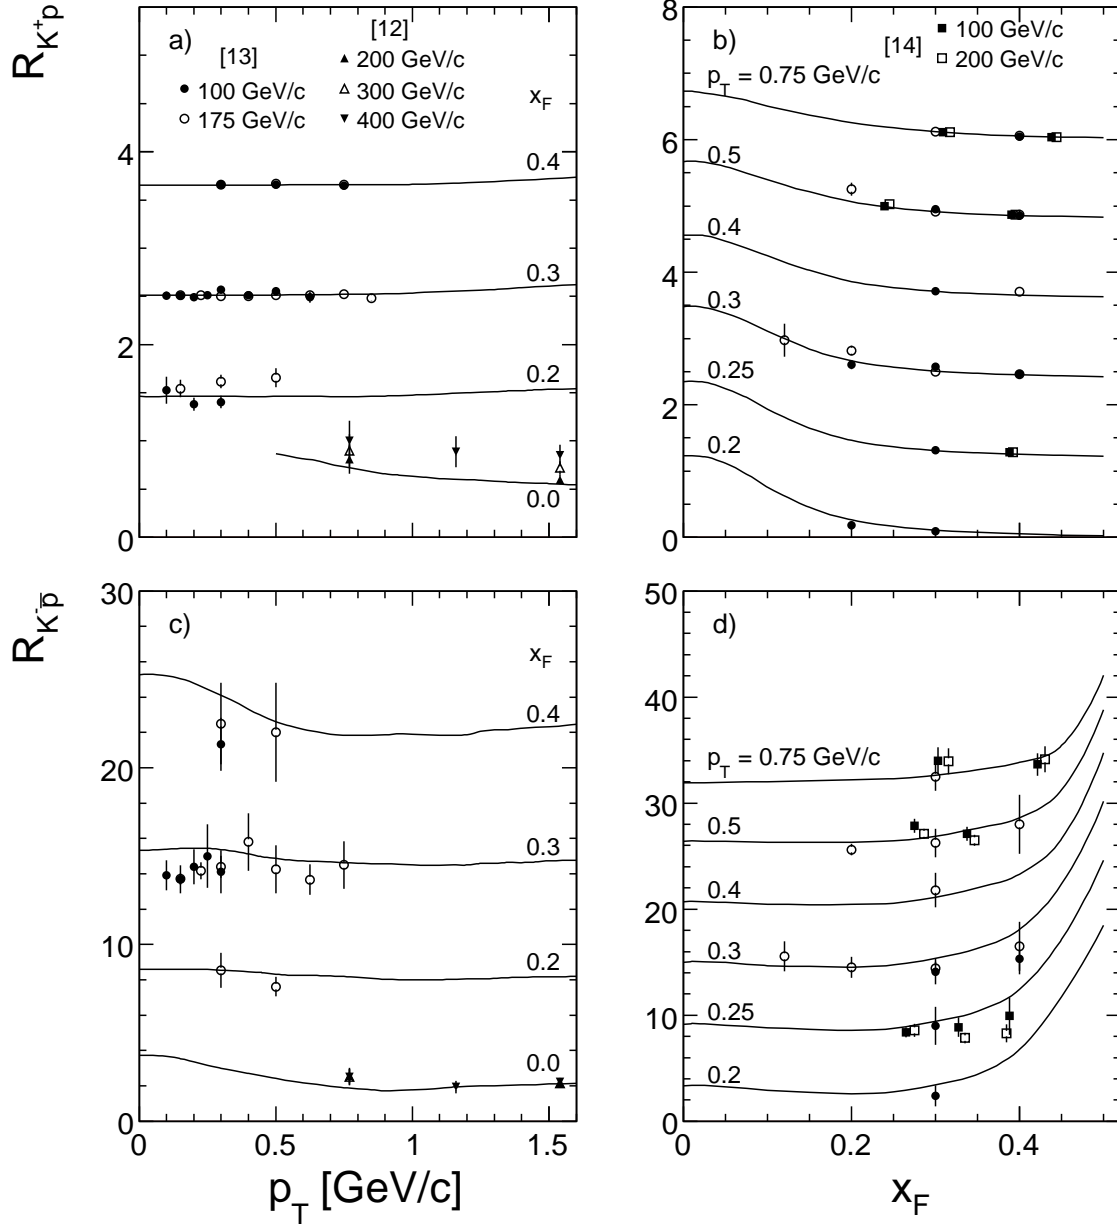 R_{K^+p}
a)
[13]
● 100 GeV/c
○ 175 GeV/c
[12]
▲ 200 GeV/c
△ 300 GeV/c
▼ 400 GeV/c
x_F
0.4
0.3
0.2
0.0
4
2
0
b)
[14]
■ 100 GeV/c
□ 200 GeV/c
p_T = 0.75 GeV/c
0.5
0.4
0.3
0.25
0.2
8
6
4
2
0
R_{K^-p̅}
c)
x_F
0.4
0.3
0.2
0.0
30
20
10
0
0 0.5 1 1.5
p_T [GeV/c]
d)
p_T = 0.75 GeV/c
0.5
0.4
0.3
0.25
0.2
50
40
30
20
10
0
0 0.2 0.4
x_F